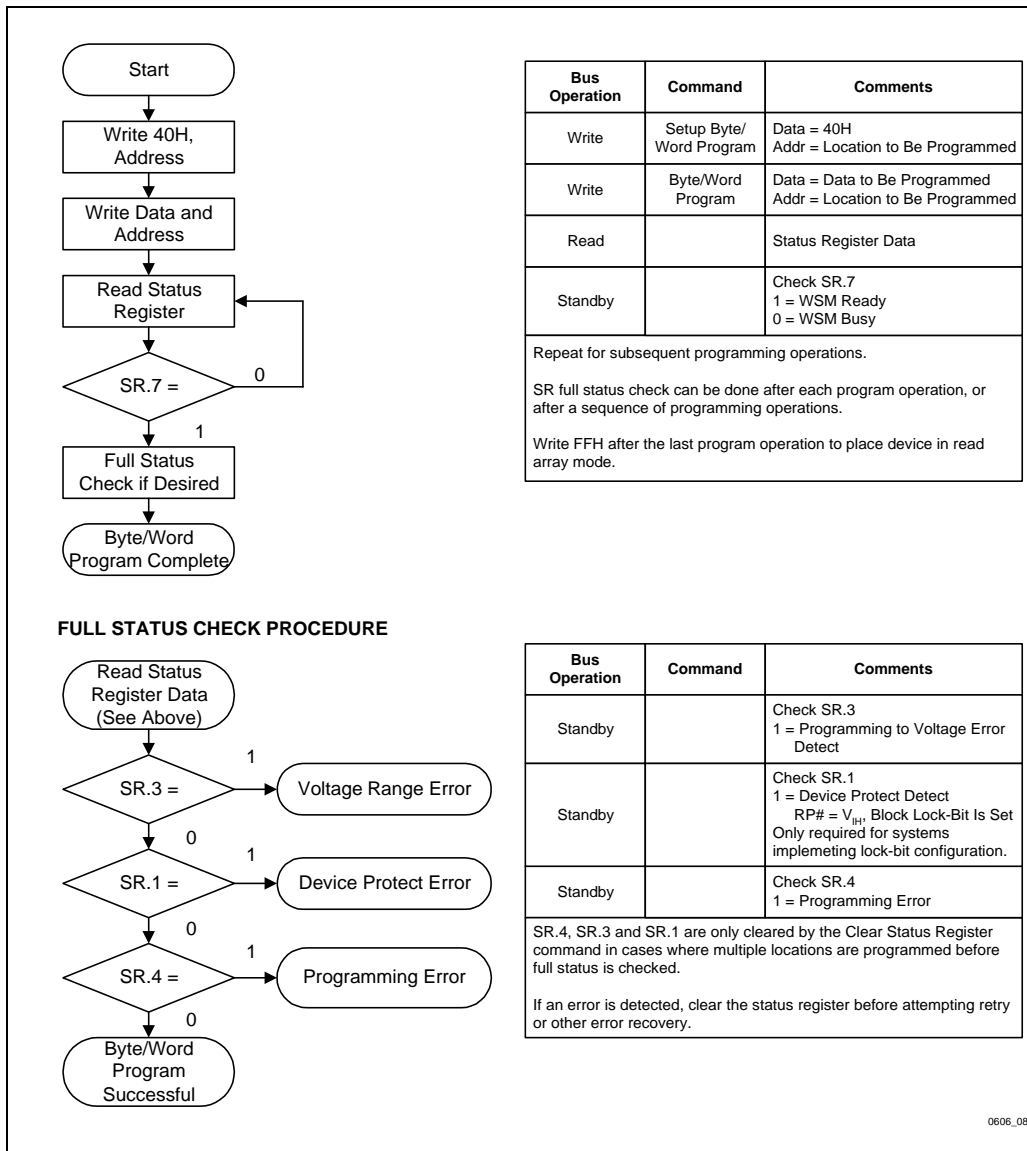 Start
Write 40H,
Address
Write Data and
Address
Read Status
Register
SR.7 =
0
1
Full Status
Check if Desired
Byte/Word
Program Complete
Bus
Operation
Command
Comments
Write
Setup Byte/
Word Program
Data = 40H
Addr = Location to Be Programmed
Write
Byte/Word
Program
Data = Data to Be Programmed
Addr = Location to Be Programmed
Read
Status Register Data
Standby
Check SR.7
1 = WSM Ready
0 = WSM Busy
Repeat for subsequent programming operations.
SR full status check can be done after each program operation, or
after a sequence of programming operations.
Write FFH after the last program operation to place device in read
array mode.
FULL STATUS CHECK PROCEDURE
Read Status
Register Data
(See Above)
SR.3 =
1
Voltage Range Error
0
SR.1 =
1
Device Protect Error
0
SR.4 =
1
Programming Error
0
Byte/Word
Program
Successful
Bus
Operation
Command
Comments
Standby
Check SR.3
1 = Programming to Voltage Error
Detect
Standby
Check SR.1
1 = Device Protect Detect
RP# = VIH, Block Lock-Bit Is Set
Only required for systems
implemeting lock-bit configuration.
Standby
Check SR.4
1 = Programming Error
SR.4, SR.3 and SR.1 are only cleared by the Clear Status Register
command in cases where multiple locations are programmed before
full status is checked.
If an error is detected, clear the status register before attempting retry
or other error recovery.
0606_08